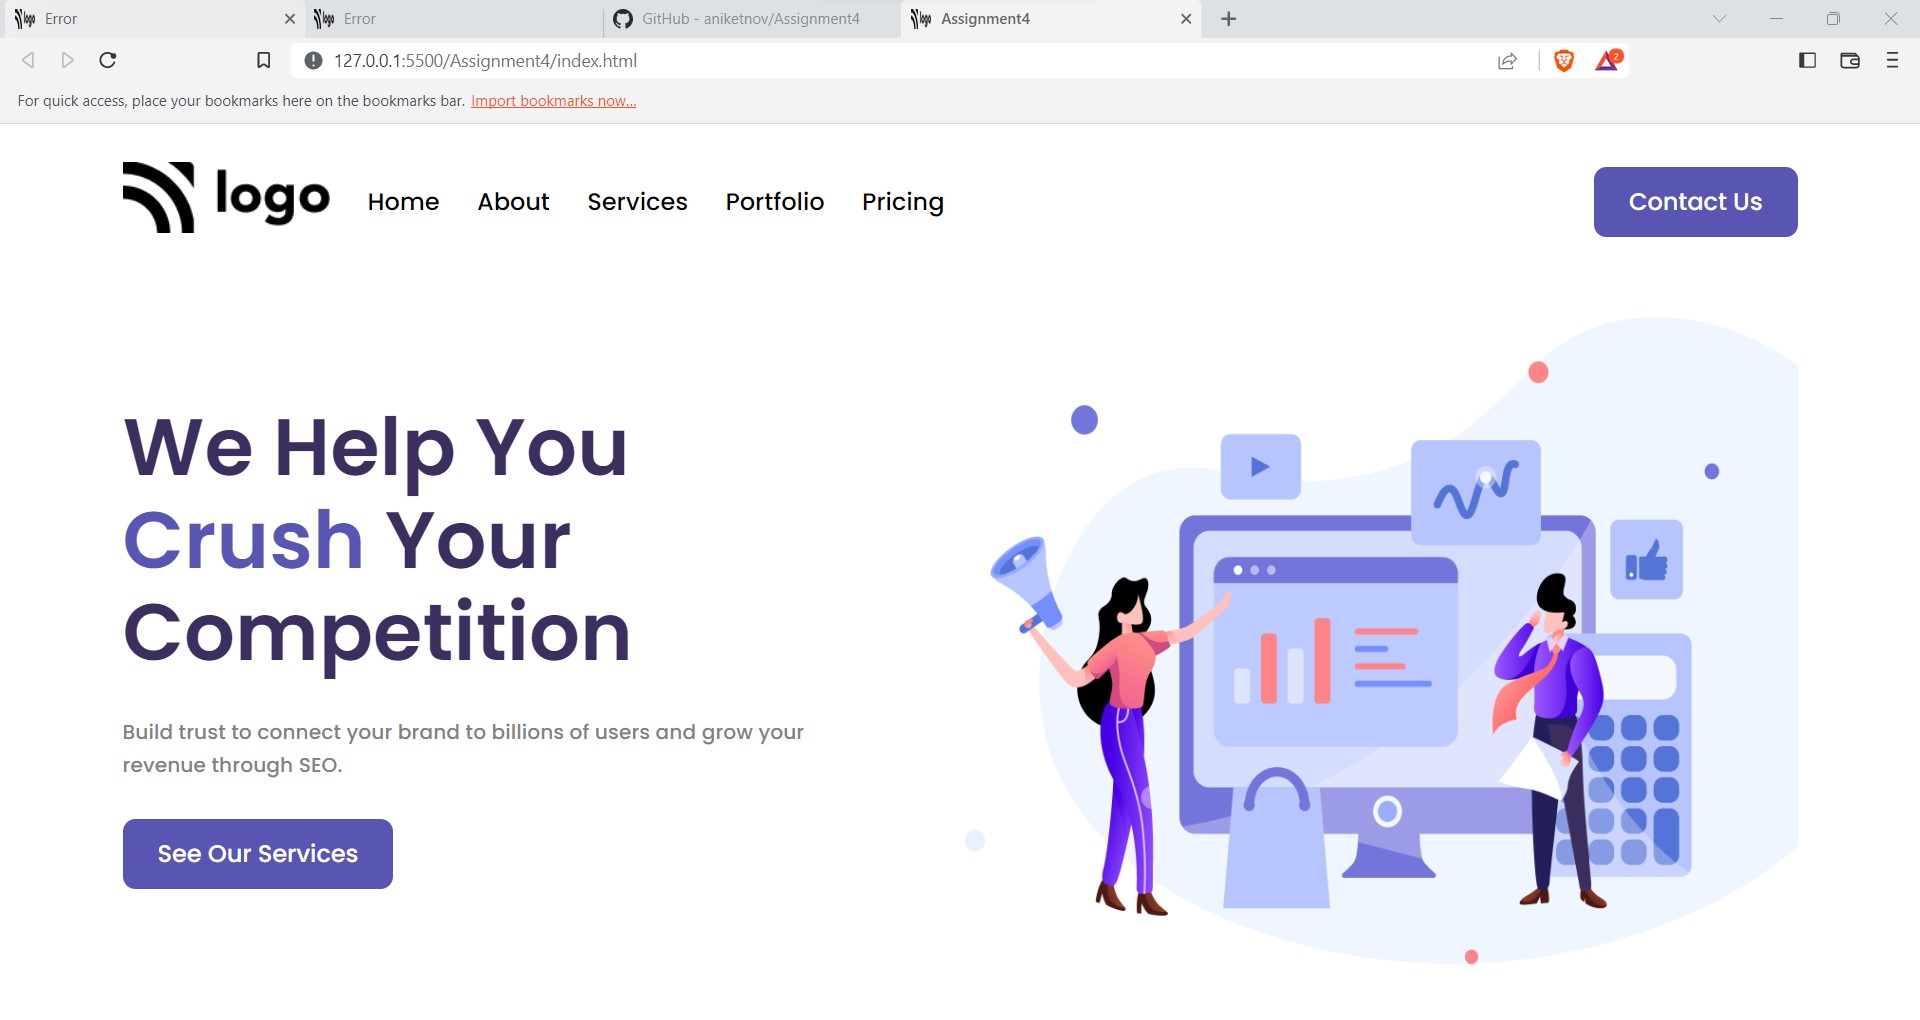 logo Error
logo Error
GitHub - aniketnov/Assignment4
logo Assignment4
127.0.0.1:5500/Assignment4/index.html
2
For quick access, place your bookmarks here on the bookmarks bar. Import bookmarks now...
logo
Home About Services Portfolio Pricing
Contact Us
We Help You
Crush Your
Competition
Build trust to connect your brand to billions of users and grow your
revenue through SEO.
See Our Services